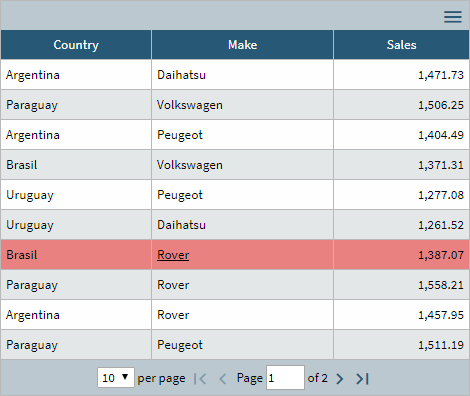 Country Make Sales
Argentina Daihatsu 1,471.73
Paraguay Volkswagen 1,506.25
Argentina Peugeot 1,404.49
Brasil Volkswagen 1,371.31
Uruguay Peugeot 1,277.08
Uruguay Daihatsu 1,261.52
Brasil Rover 1,387.07
Paraguay Rover 1,558.21
Argentina Rover 1,457.95
Paraguay Peugeot 1,511.19
10 per page Page 1 of 2